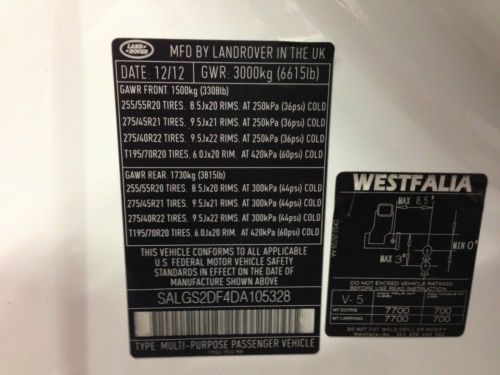 LAND ROVER
MFD BY LANDROVER IN THE UK
DATE: 12/12 GWR: 3000kg (6615lb)
GAWR FRONT: 1500kg (3308lb)
255/55R20 TIRES. 8.5Jx20 RIMS. AT 250kPa (36psi) COLD
275/45R21 TIRES. 9.5Jx21 RIMS. AT 250kPa (36psi) COLD
275/40R22 TIRES. 9.5Jx22 RIMS. AT 250kPa (36psi) COLD
T195/70R20 TIRES. 6.0Jx20 RIM. AT 420kPa (60psi) COLD
GAWR REAR: 1730kg (3815lb)
255/55R20 TIRES. 8.5Jx20 RIMS. AT 300kPa (44psi) COLD
275/45R21 TIRES. 9.5Jx21 RIMS. AT 300kPa (44psi) COLD
275/40R22 TIRES. 9.5Jx22 RIMS. AT 300kPa (44psi) COLD
T195/70R20 TIRES. 6.0Jx20 RIM. AT 420kPa (60psi) COLD
THIS VEHICLE CONFORMS TO ALL APPLICABLE
U.S. FEDERAL MOTOR VEHICLE SAFETY
STANDARDS IN EFFECT ON THE DATE OF
MANUFACTURE SHOWN ABOVE
SALGS2DF4DA105328
TYPE: MULTI-PURPOSE PASSENGER VEHICLE
WESTFALIA
MAX 8,5°
MIN 0°
MAX 3°
DO NOT EXCEED VALUES
BEFORE USE READ INSTRUCTION
V-5
WT DISTRIB. 7700 700
WT CARRYING 7700 700
DO NOT CUT, WELD, DRILL OR MODIFY